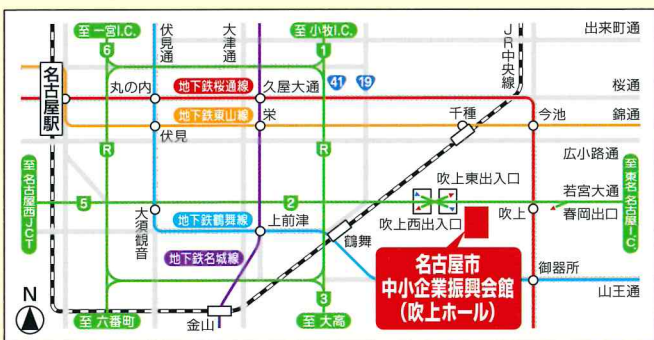 至一宮I.C.
伏見通
大津通
至小牧I.C.
JR中央線
出来町通
6
1
名古屋駅
丸の内
地下鉄桜通線
久屋大通
41
19
桜通
地下鉄東山線
栄
千種
今池
錦通
伏見
R
R
広小路通
至名古屋西JCT
吹上東出入口
若宮大通
至東名・名古屋I.C.
5
2
大須観音
地下鉄鶴舞線
上前津
吹上西出入口
吹上
春岡出口
鶴舞
地下鉄名城線
名古屋市
中小企業振興会館
(吹上ホール)
御器所
山王通
N
3
至六番町
金山
至大高